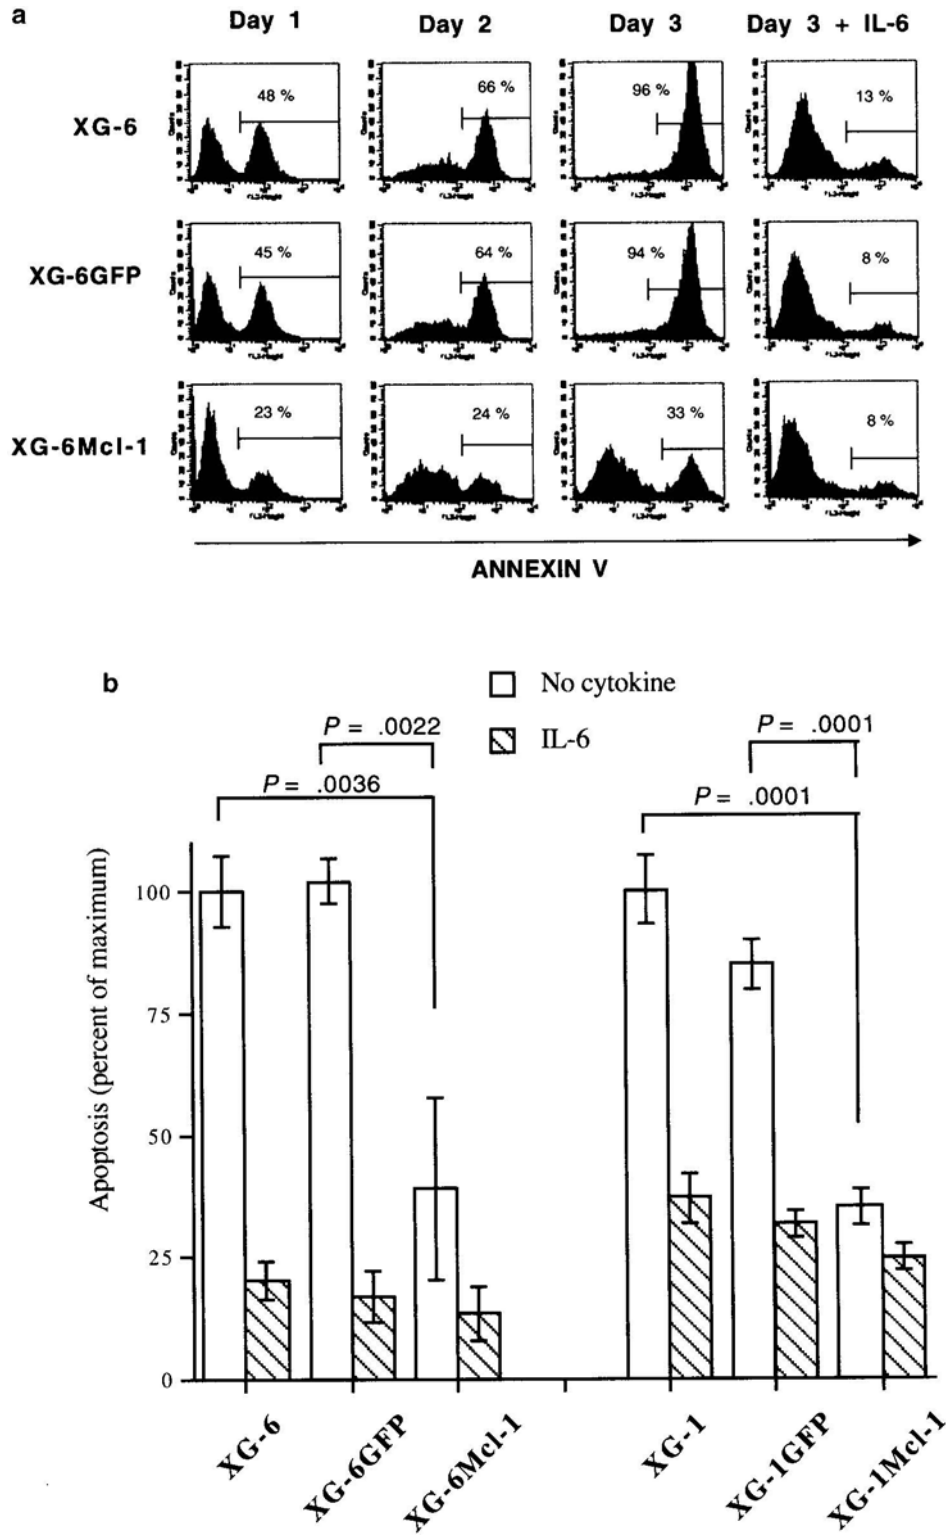 a
Day 1 Day 2 Day 3 Day 3 + IL-6
XG-6
48 % 66 % 96 % 13 %
XG-6GFP
45 % 64 % 94 % 8 %
XG-6Mcl-1
23 % 24 % 33 % 8 %
ANNEXIN V
b
No cytokine
IL-6
P = .0022
P = .0036
P = .0001
P = .0001
Apoptosis (percent of maximum)
100
75
50
25
0
XG-6 XG-6GFP XG-6Mcl-1 XG-1 XG-1GFP XG-1Mcl-1